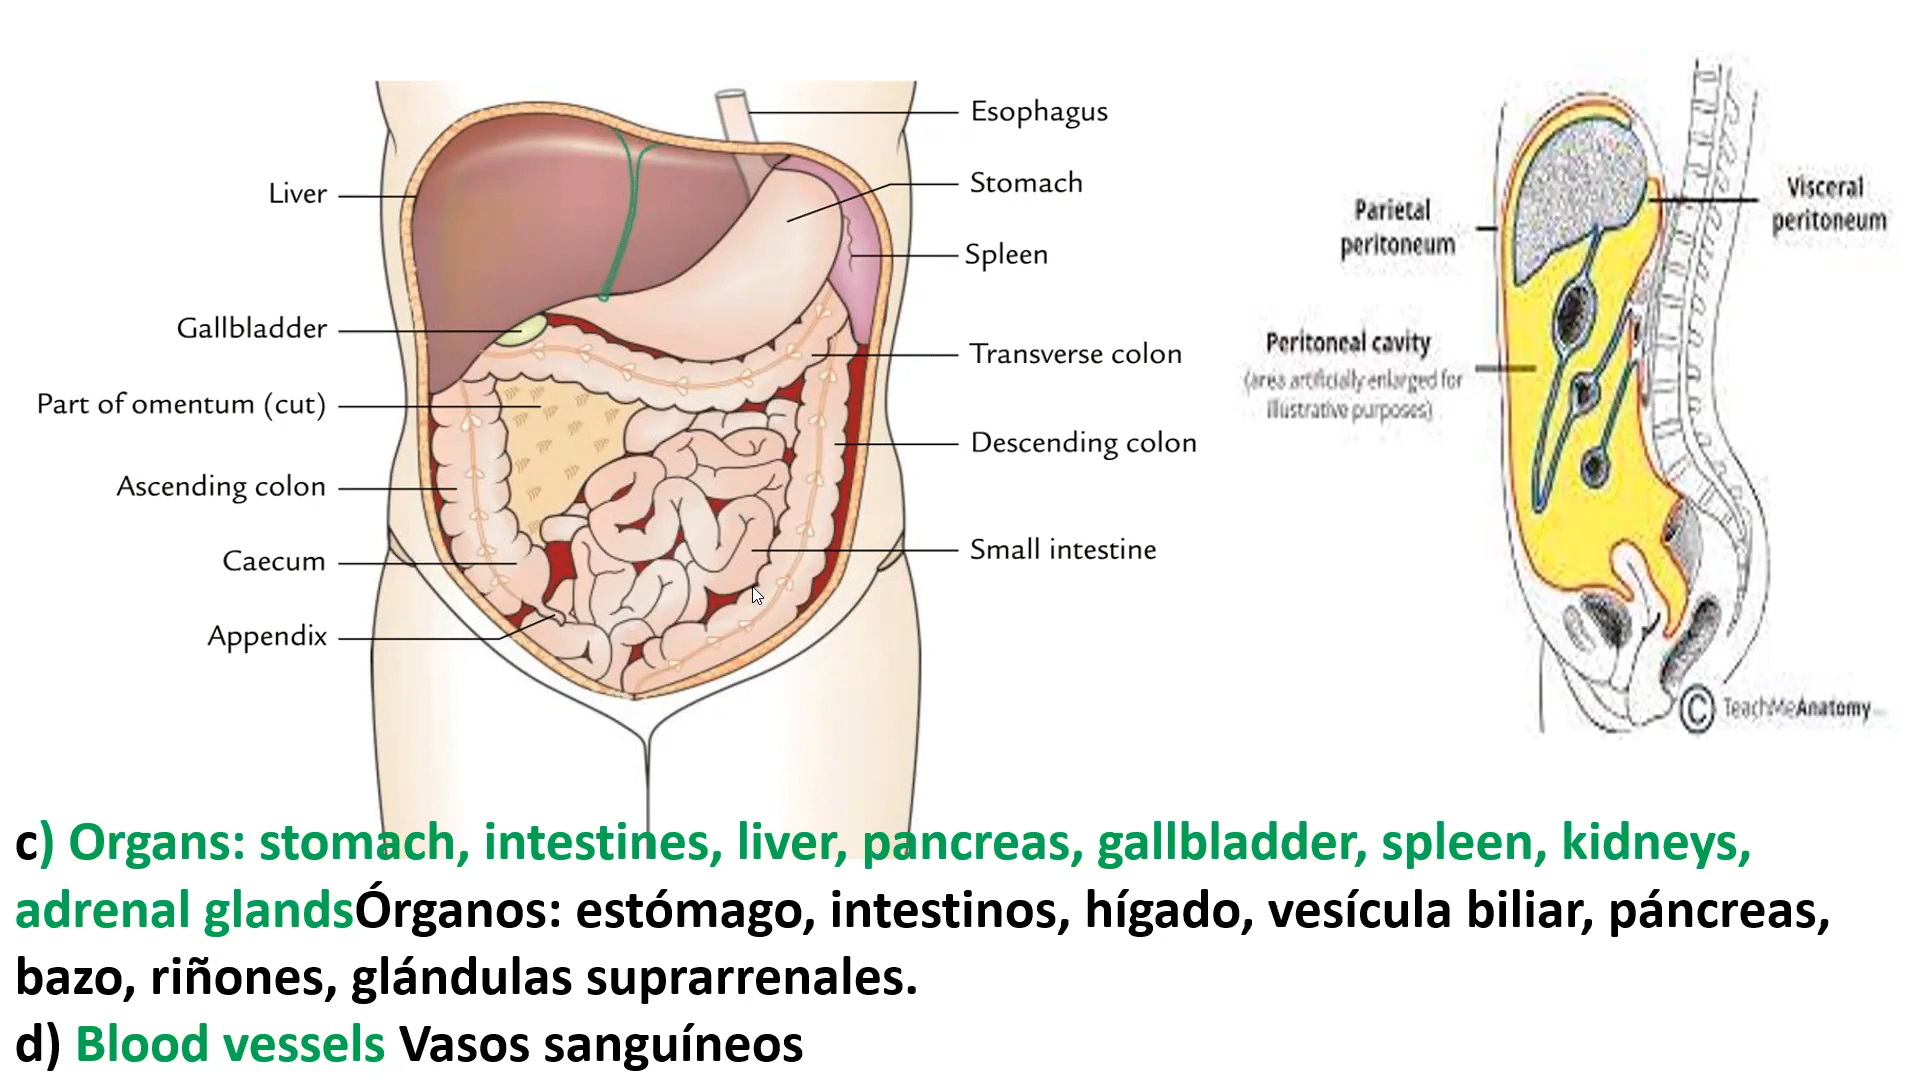 Esophagus
Stomach
Spleen
Transverse colon
Descending colon
Small intestine
Liver
Gallbladder
Part of omentum (cut)
Ascending colon
Caecum
Appendix
Parietal
peritoneum
Visceral
peritoneum
Peritoneal cavity
(area artificially enlarged for
illustrative purposes)
© TeachMeAnatomy
c) Organs: stomach, intestines, liver, pancreas, gallbladder, spleen, kidneys,
adrenal glandsÓrganos: estómago, intestinos, hígado, vesícula biliar, páncreas,
bazo, riñones, glándulas suprarrenales.
d) Blood vessels Vasos sanguíneos